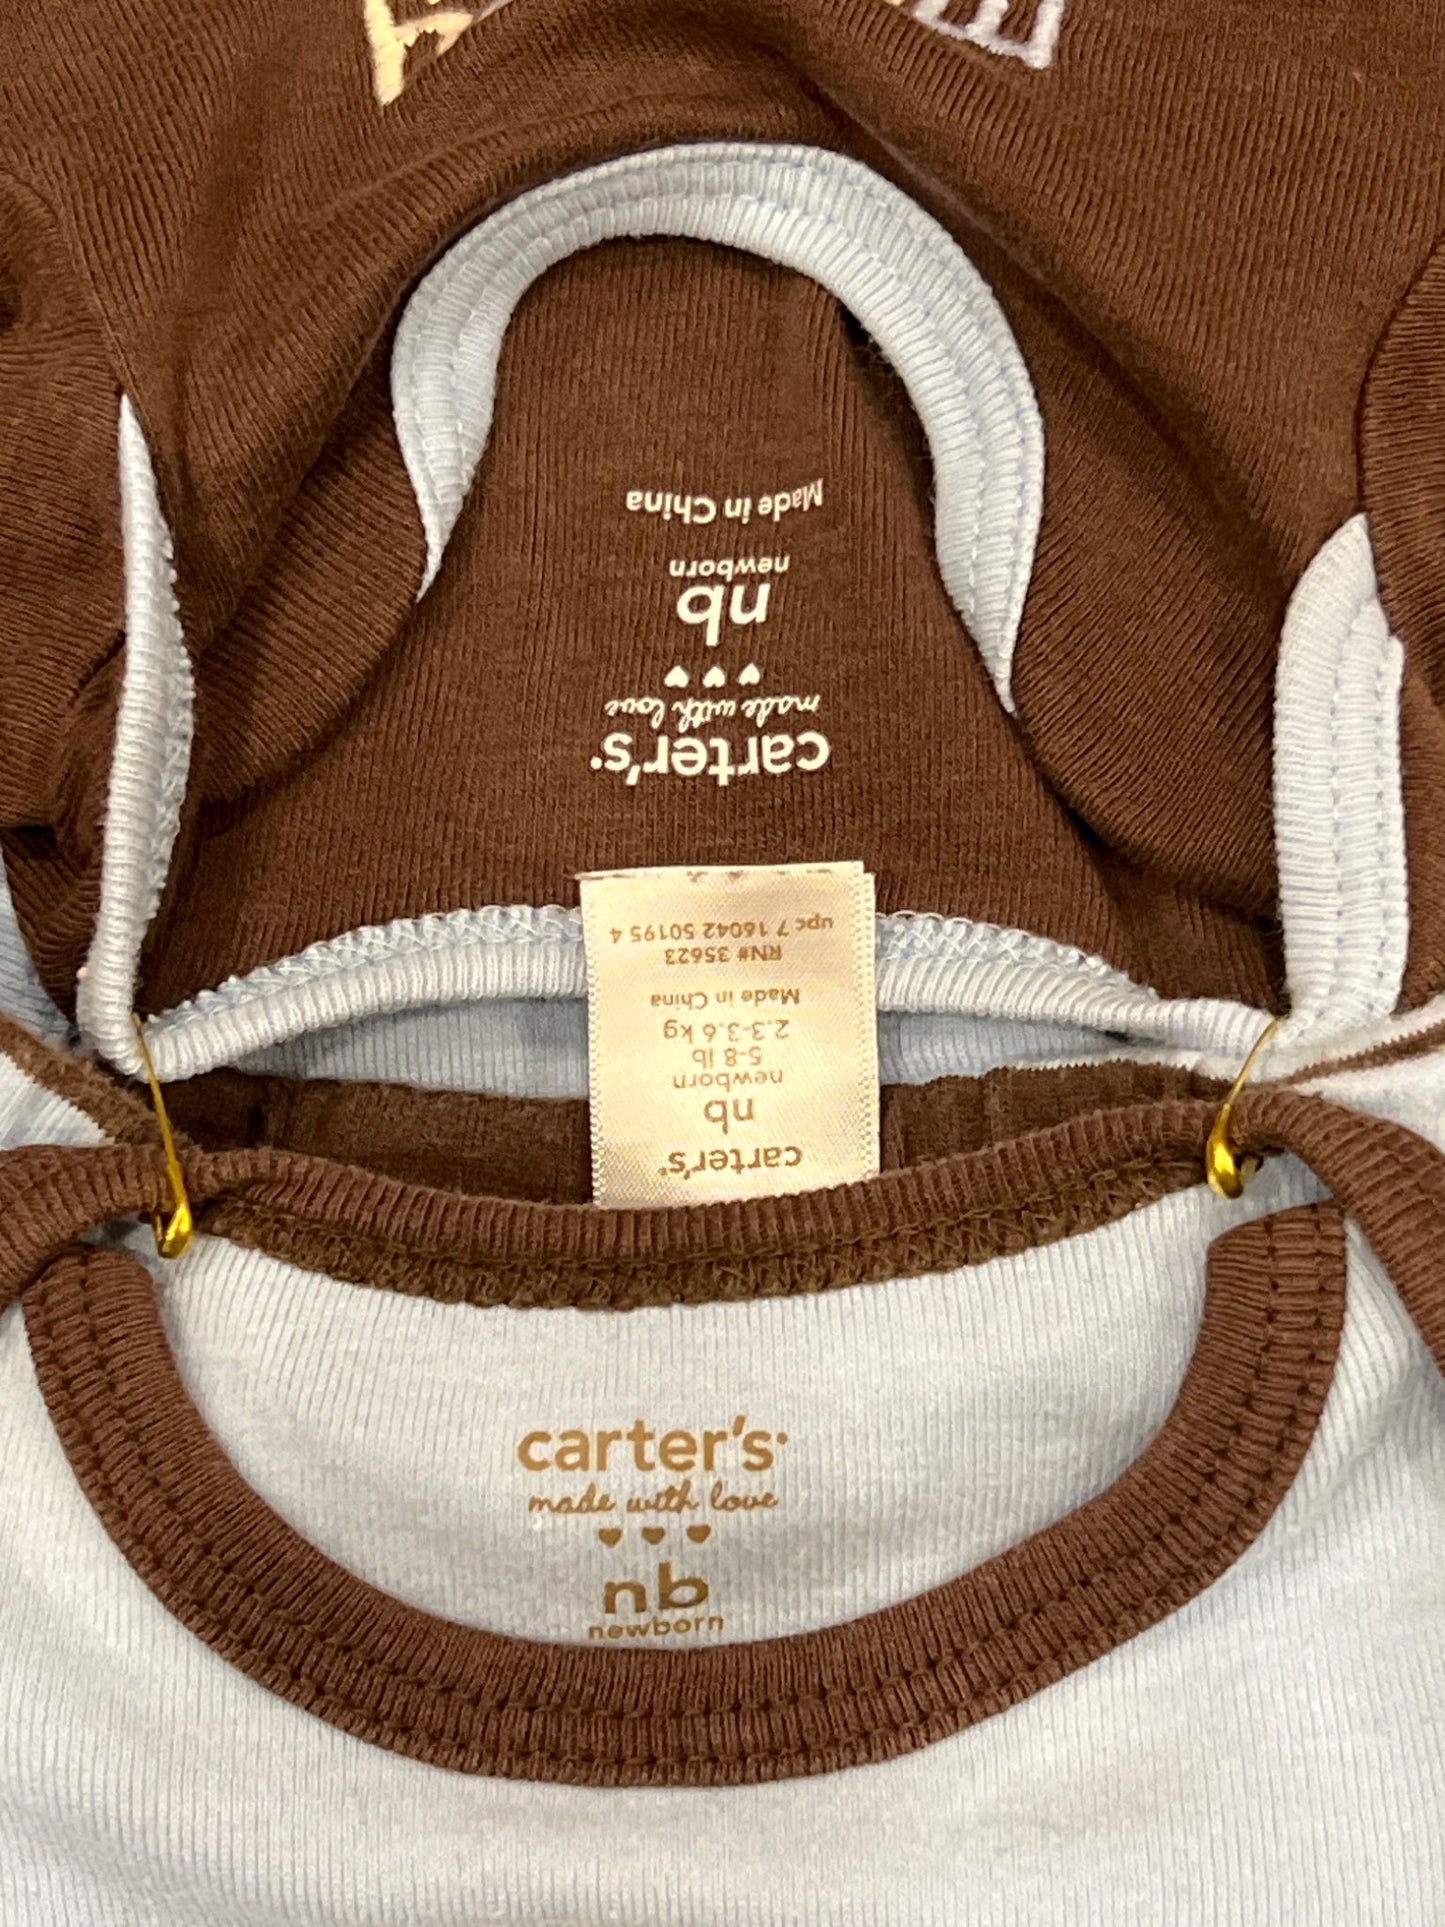 Made in China
newborn
nb
made with love
carter's
upc 7 16042 50195 4
RN# 35623
Made in China
2.3-3.6 kg
5-8 lb
newborn
nb
carter's
carter's
made with love
nb
newborn